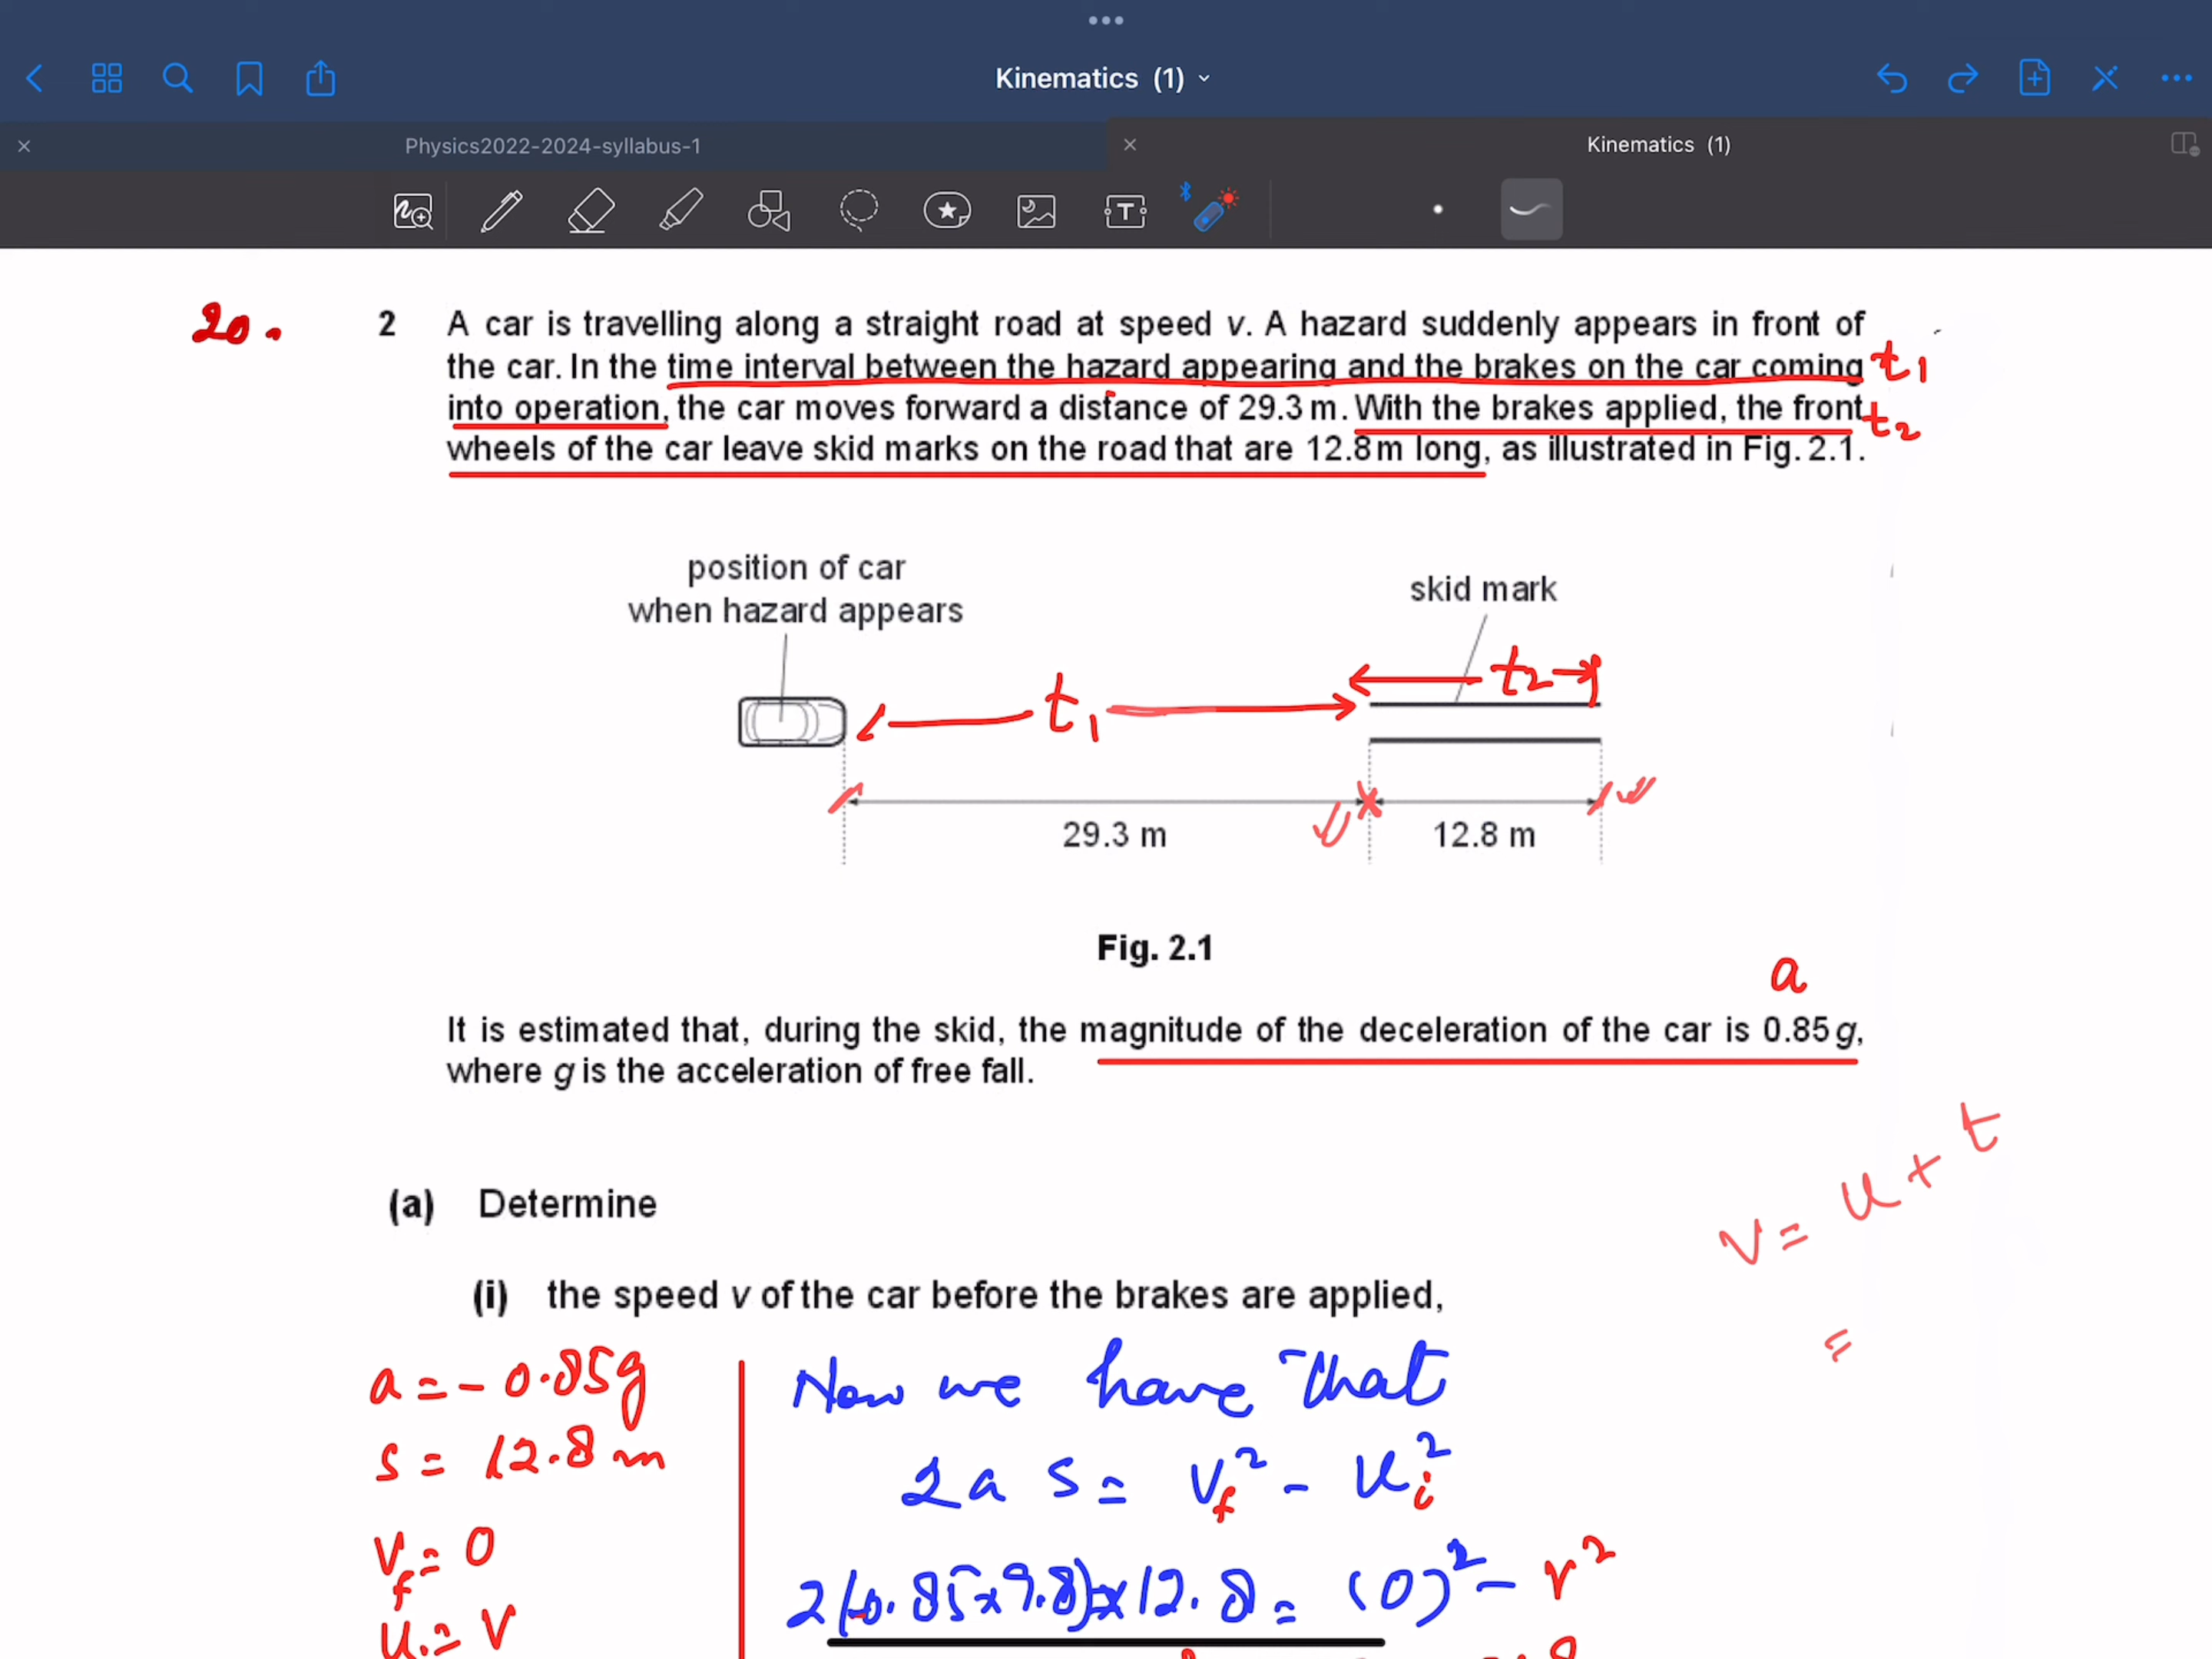 Kinematics (1)
Physics2022-2024-syllabus-1
Kinematics (1)
20.
2 A car is travelling along a straight road at speed v. A hazard suddenly appears in front of
the car. In the time interval between the hazard appearing and the brakes on the car coming t1
into operation, the car moves forward a distance of 29.3 m. With the brakes applied, the front t2
wheels of the car leave skid marks on the road that are 12.8 m long, as illustrated in Fig. 2.1.
position of car
when hazard appears
skid mark
t1
t2
29.3 m
12.8 m
Fig. 2.1
a
It is estimated that, during the skid, the magnitude of the deceleration of the car is 0.85 g,
where g is the acceleration of free fall.
v = u + t
=
(a) Determine
(i) the speed v of the car before the brakes are applied,
a = - 0.85g
s = 12.8 m
vf = 0
ui = v
Now we have that
2 a s = vf² - ui²
2(-0.85×9.8)×12.8 = (0)² - v²